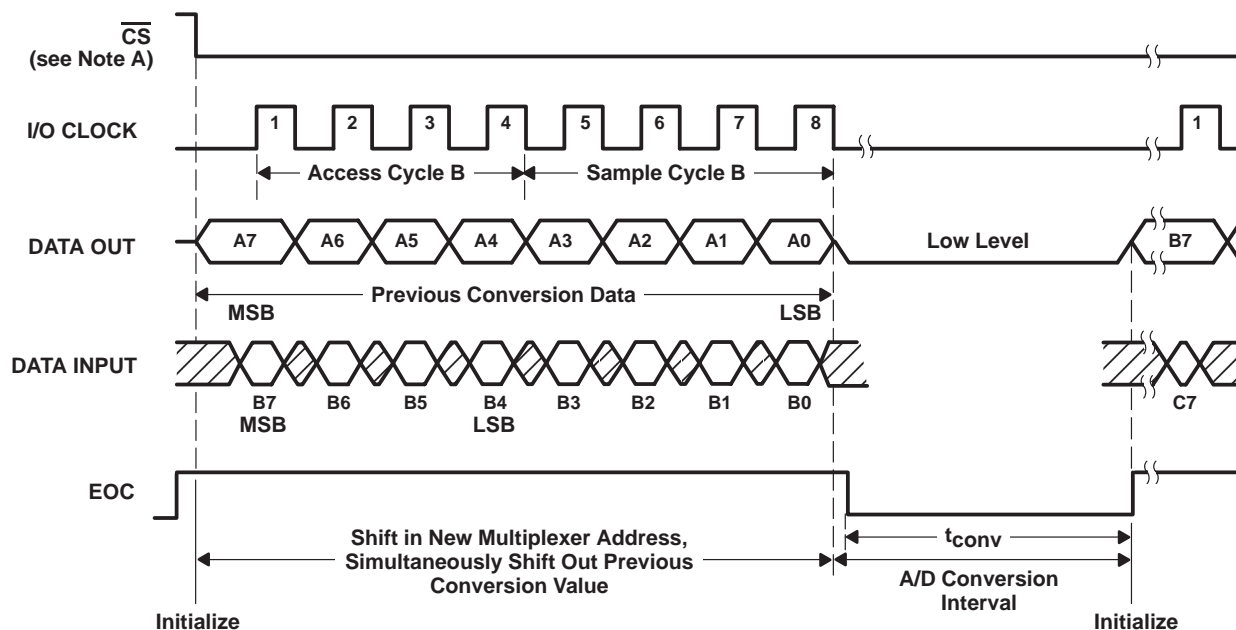 CS
(see Note A)
I/O CLOCK
1 2 3 4 5 6 7 8 1
Access Cycle B Sample Cycle B
DATA OUT
A7 A6 A5 A4 A3 A2 A1 A0 Low Level B7
Previous Conversion Data
MSB LSB
DATA INPUT
B7 B6 B5 B4 B3 B2 B1 B0 C7
MSB LSB
EOC
Shift in New Multiplexer Address,
Simultaneously Shift Out Previous
Conversion Value
tconv
A/D Conversion
Interval
Initialize Initialize